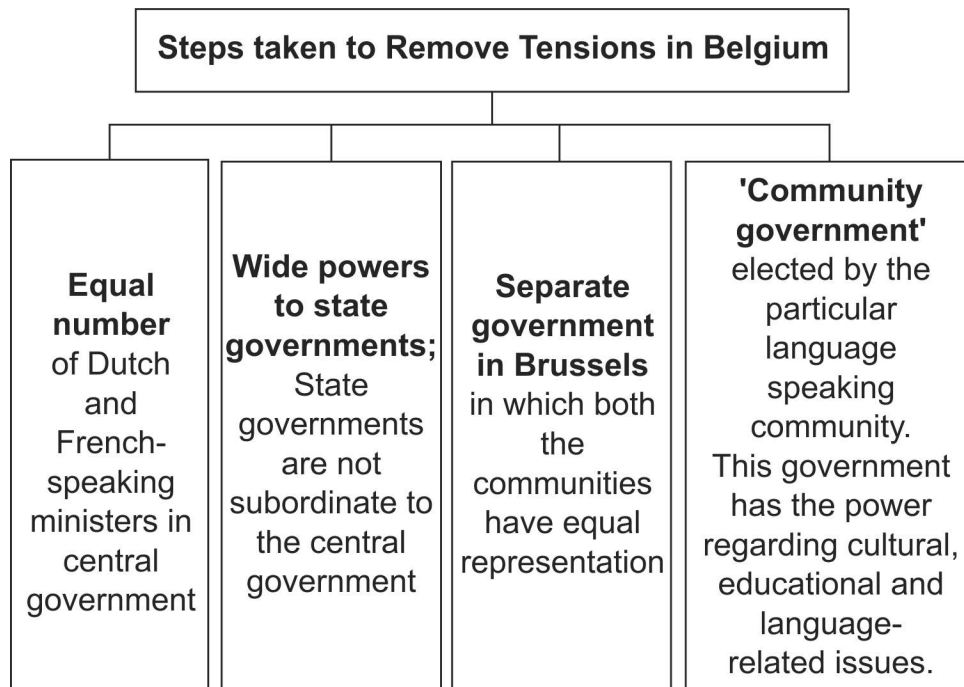 Steps taken to Remove Tensions in Belgium
Equal
number
of Dutch
and
French-
speaking
ministers in
central
government
Wide powers
to state
governments;
State
governments
are not
subordinate to
the central
government
Separate
government
in Brussels
in which both
the
communities
have equal
representation
'Community
government'
elected by the
particular
language
speaking
community.
This government
has the power
regarding cultural,
educational and
language-
related issues.